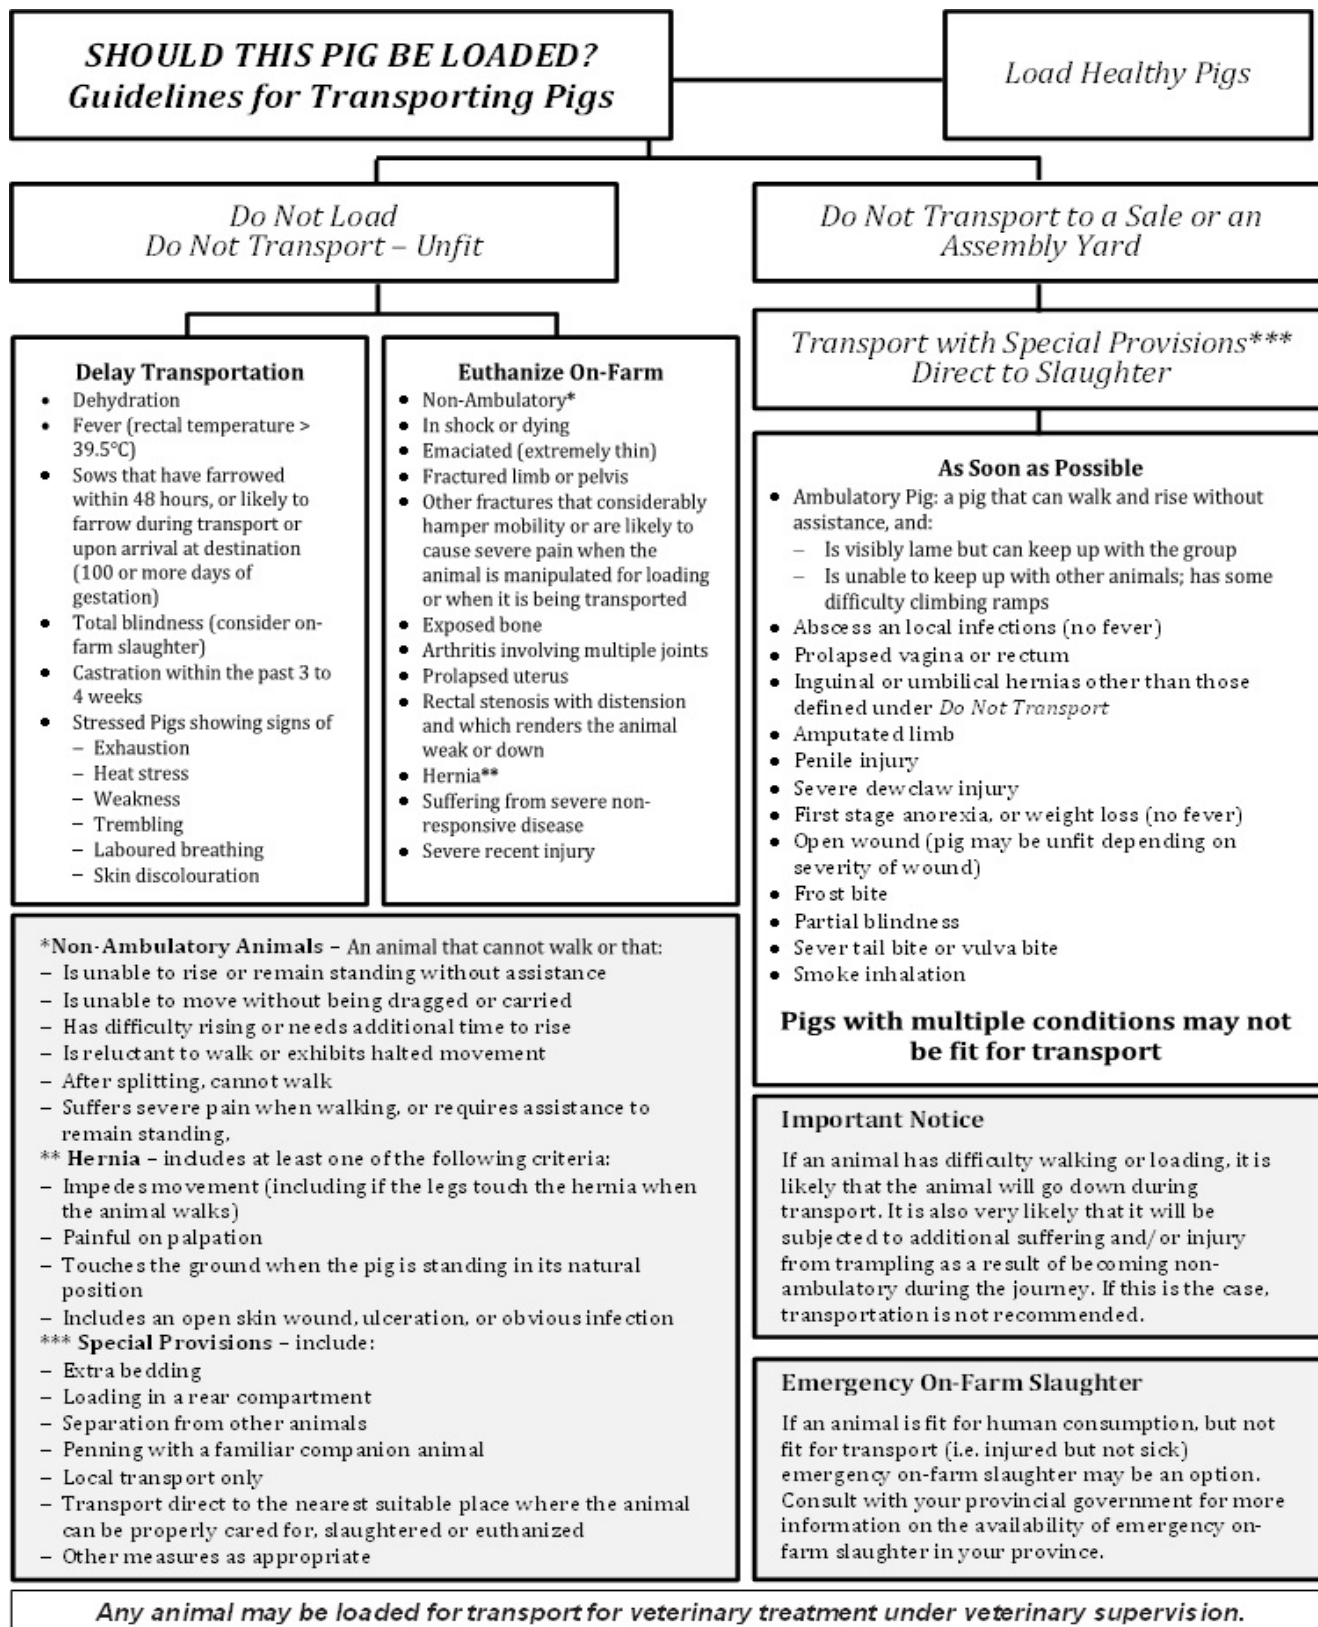 SHOULD THIS PIG BE LOADED?
Guidelines for Transporting Pigs
Load Healthy Pigs
Do Not Load
Do Not Transport – Unfit
Do Not Transport to a Sale or an
Assembly Yard
Transport with Special Provisions***
Direct to Slaughter
Delay Transportation
• Dehydration
• Fever (rectal temperature >
39.5°C)
• Sows that have farrowed
within 48 hours, or likely to
farrow during transport or
upon arrival at destination
(100 or more days of
gestation)
• Total blindness (consider on-
farm slaughter)
• Castration within the past 3 to
4 weeks
• Stressed Pigs showing signs of
– Exhaustion
– Heat stress
– Weakness
– Trembling
– Laboured breathing
– Skin discolouration
Euthanize On-Farm
• Non-Ambulatory*
• In shock or dying
• Emaciated (extremely thin)
• Fractured limb or pelvis
• Other fractures that considerably
hamper mobility or are likely to
cause severe pain when the
animal is manipulated for loading
or when it is being transported
• Exposed bone
• Arthritis involving multiple joints
• Prolapsed uterus
• Rectal stenosis with distension
and which renders the animal
weak or down
• Hernia**
• Suffering from severe non-
responsive disease
• Severe recent injury
As Soon as Possible
• Ambulatory Pig: a pig that can walk and rise without
assistance, and:
– Is visibly lame but can keep up with the group
– Is unable to keep up with other animals; has some
difficulty climbing ramps
• Abscess an local infections (no fever)
• Prolapsed vagina or rectum
• Inguinal or umbilical hernias other than those
defined under Do Not Transport
• Amputated limb
• Penile injury
• Severe dewclaw injury
• First stage anorexia, or weight loss (no fever)
• Open wound (pig may be unfit depending on
severity of wound)
• Frost bite
• Partial blindness
• Sever tail bite or vulva bite
• Smoke inhalation
Pigs with multiple conditions may not
be fit for transport
*Non-Ambulatory Animals – An animal that cannot walk or that:
– Is unable to rise or remain standing without assistance
– Is unable to move without being dragged or carried
– Has difficulty rising or needs additional time to rise
– Is reluctant to walk or exhibits halted movement
– After splitting, cannot walk
– Suffers severe pain when walking, or requires assistance to
remain standing,
** Hernia – includes at least one of the following criteria:
– Impedes movement (including if the legs touch the hernia when
the animal walks)
– Painful on palpation
– Touches the ground when the pig is standing in its natural
position
– Includes an open skin wound, ulceration, or obvious infection
*** Special Provisions – include:
– Extra bedding
– Loading in a rear compartment
– Separation from other animals
– Penning with a familiar companion animal
– Local transport only
– Transport direct to the nearest suitable place where the animal
can be properly cared for, slaughtered or euthanized
– Other measures as appropriate
Important Notice
If an animal has difficulty walking or loading, it is
likely that the animal will go down during
transport. It is also very likely that it will be
subjected to additional suffering and/or injury
from trampling as a result of becoming non-
ambulatory during the journey. If this is the case,
transportation is not recommended.
Emergency On-Farm Slaughter
If an animal is fit for human consumption, but not
fit for transport (i.e. injured but not sick)
emergency on-farm slaughter may be an option.
Consult with your provincial government for more
information on the availability of emergency on-
farm slaughter in your province.
Any animal may be loaded for transport for veterinary treatment under veterinary supervision.